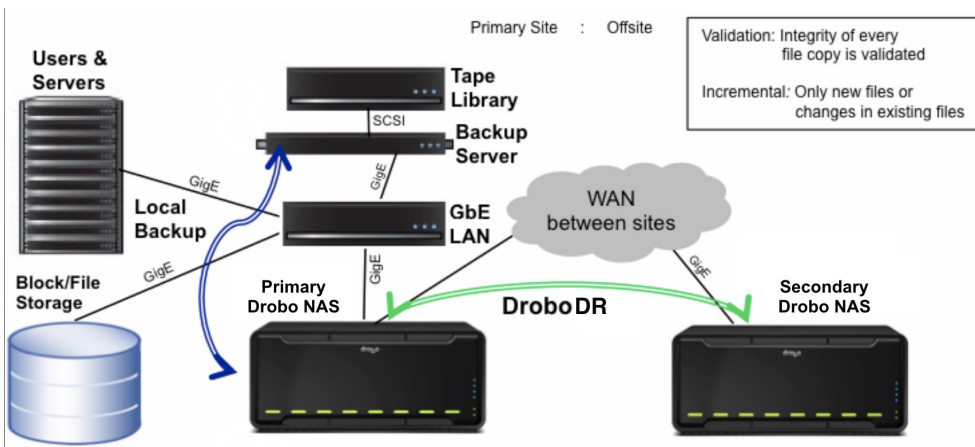 Primary Site : Offsite
Validation: Integrity of every
file copy is validated
Incremental: Only new files or
changes in existing files
Users &
Servers
Tape
Library
SCSI
Backup
Server
GigE
GigE
Local
Backup
GbE
LAN
WAN
between sites
GigE
GigE
GigE
Block/File
Storage
Primary
Drobo NAS
Drobo DR
Secondary
Drobo NAS
drobo
drobo